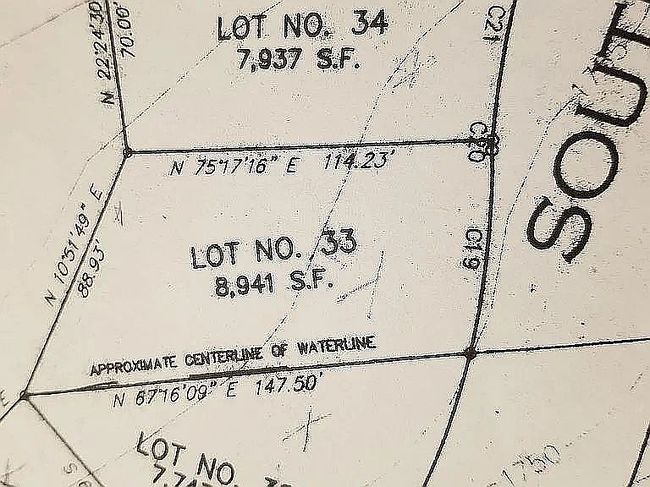 LOT NO. 34
7,937 S.F.
N 22°24'30
70.00'
C21
C20
N 75°17'16" E 114.23'
SOUT
N 10°51'49" E
88.93'
LOT NO. 33
8,941 S.F.
C19
APPROXIMATE CENTERLINE OF WATERLINE
N 67°16'09" E 147.50'
E
LOT NO.
1750